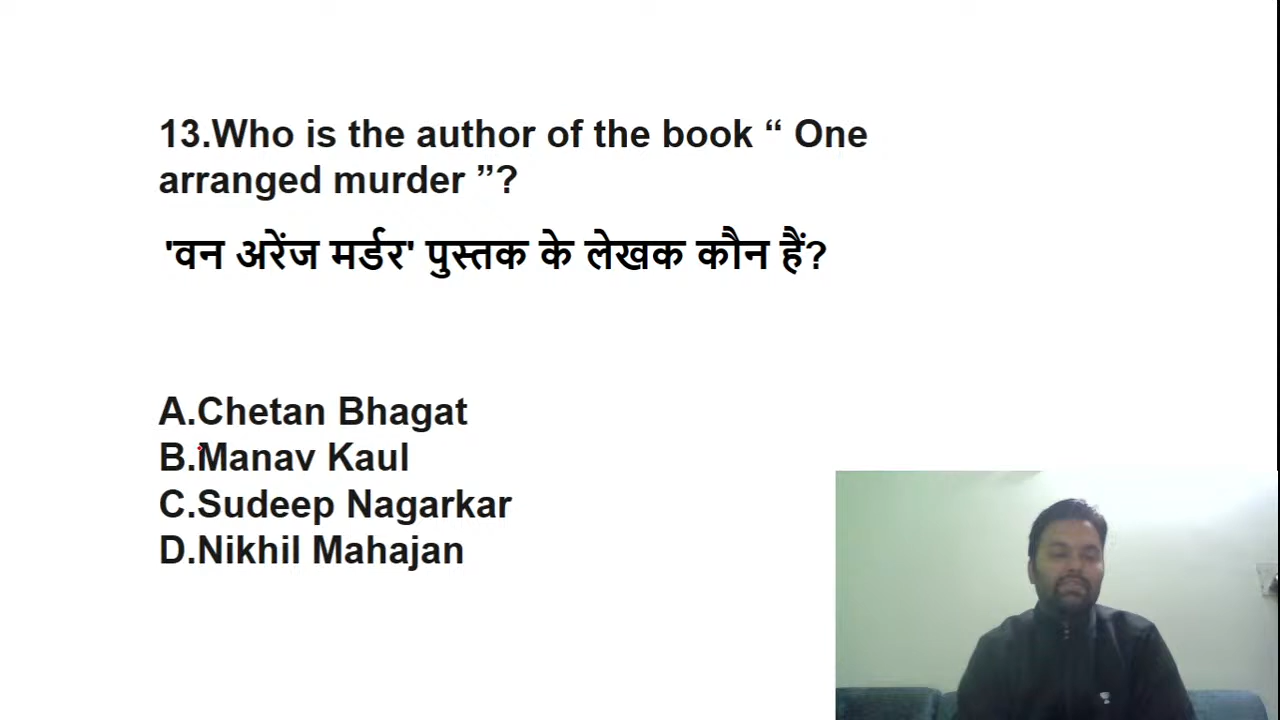 13.Who is the author of the book “ One
arranged murder ”?
'वन अरेंज मर्डर' पुस्तक के लेखक कौन हैं?
A.Chetan Bhagat
B.Manav Kaul
C.Sudeep Nagarkar
D.Nikhil Mahajan